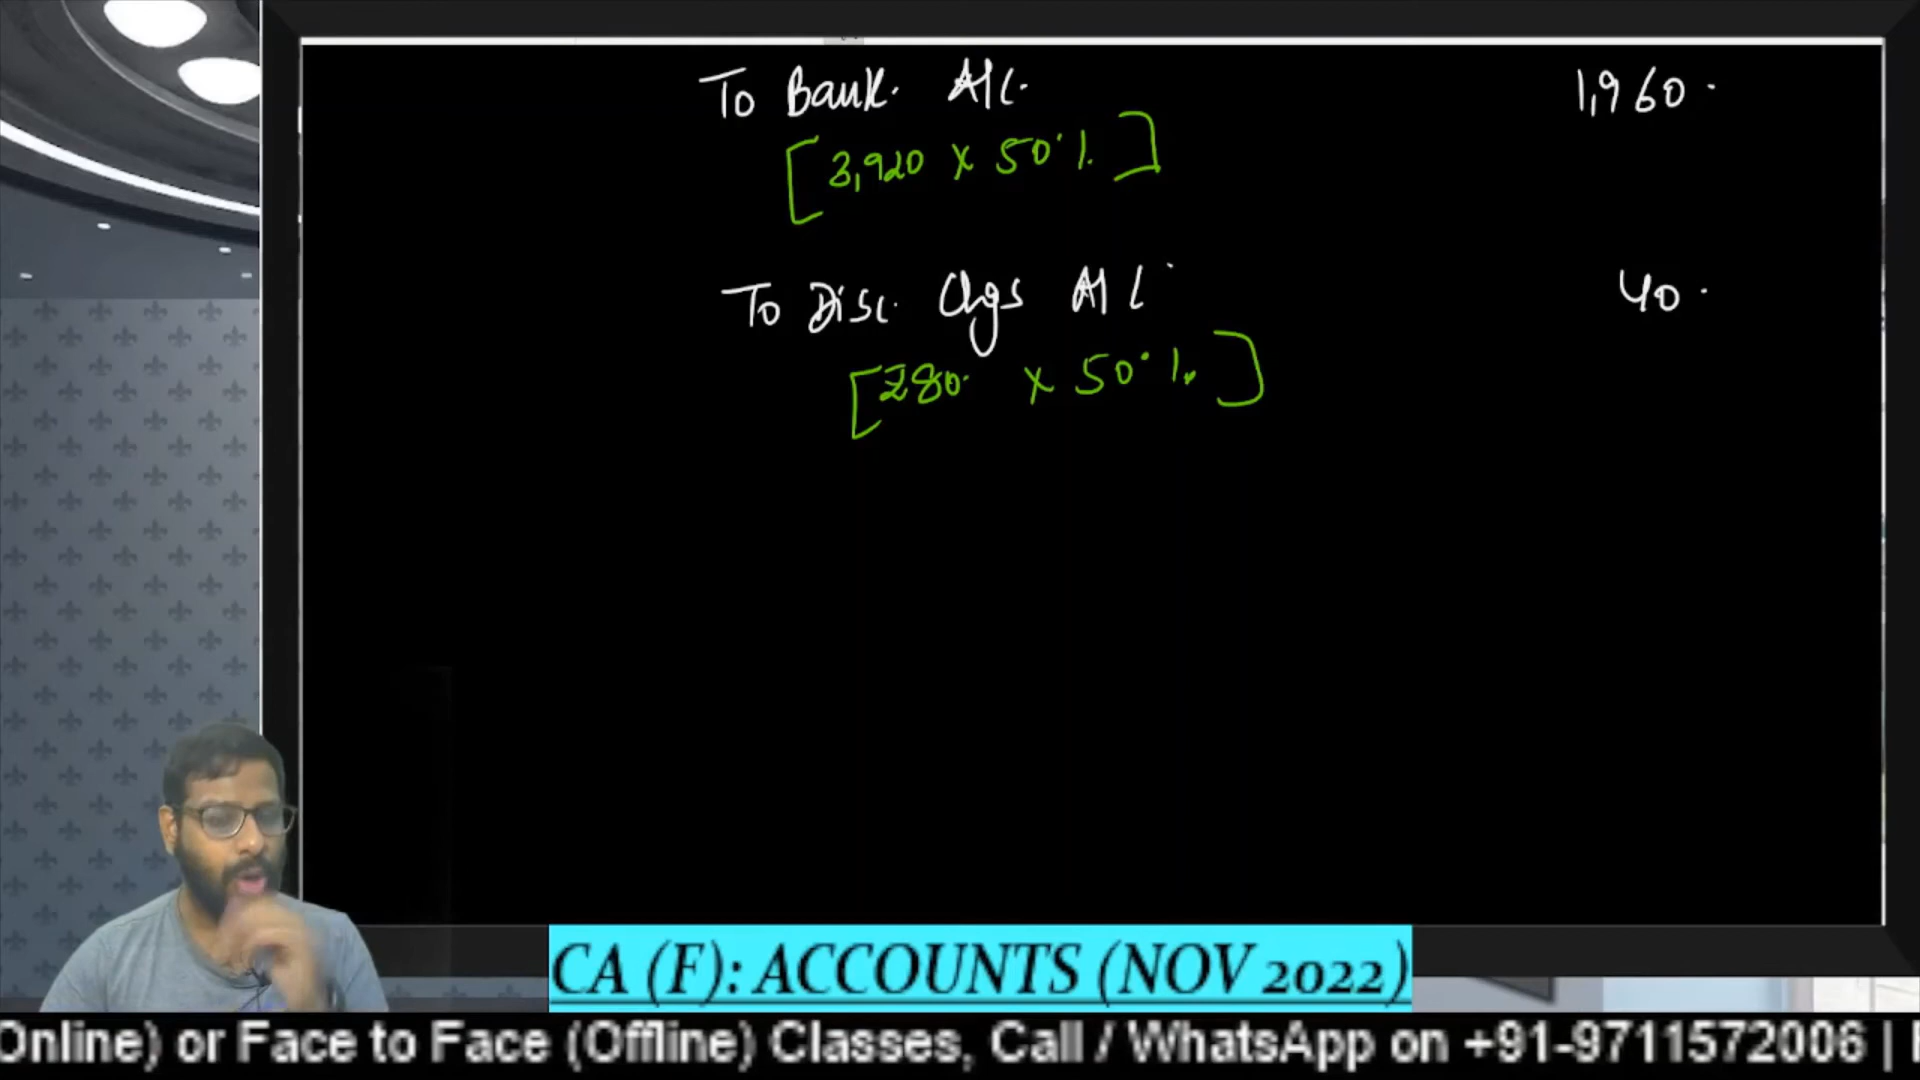 To Bank. A/c. 1,960.
[3,920 x 50%]
To Disc. Chgs A/c 40.
[₹80. x 50%]
CA (F): ACCOUNTS (NOV 2022)
Online) or Face to Face (Offline) Classes, Call / WhatsApp on +91-9711572006 |